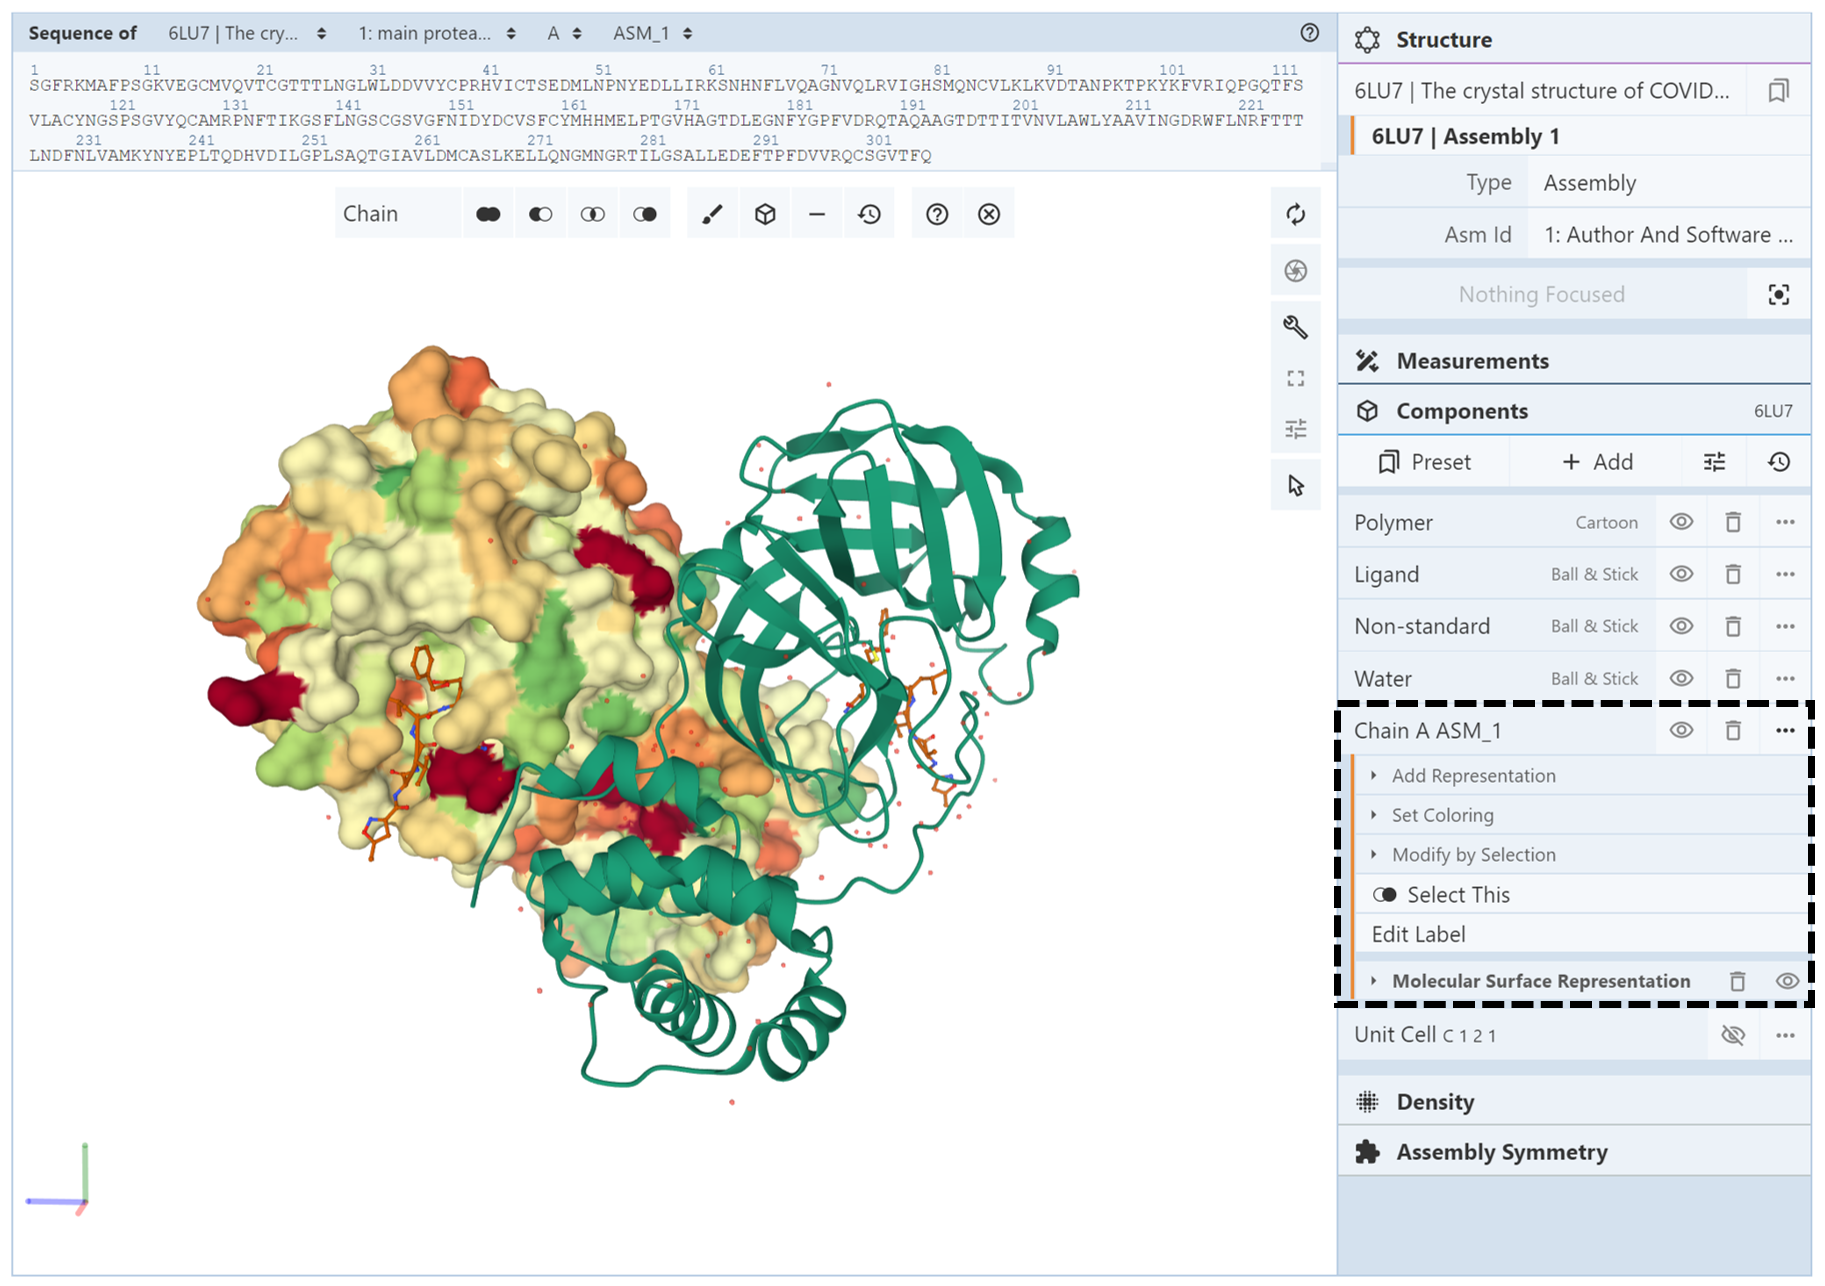 Sequence of 6LU7 | The cry... 1: main protea... A ASM_1
1 11 21 31 41 51 61 71 81 91 101 111
SGFRKMAFPSGKVEGCMVQVTCGTTTLNGLWLDDVVYCPRHVICTSEDMLNPNYEDLLIRKSNHNFLVQAGNVQLRVIGHSMQNCVLKLKVDTANPKTPKYKFVRIQPGQTFS
121 131 141 151 161 171 181 191 201 211 221
VLACYNGSPSGVYQCAMRPNFTIKGSFLNGSCGSVGFNIDYDCVSFCYMHHMELPTGVHAGTDLEGNFYGPFVDRQTAQAAGTDTTITVNVLAWLYAAVINGDRWFLNRFTTT
231 241 251 261 271 281 291 301
LNDFNLVAMKYNYEPLTQDHVDILGPLSAQTGIAVLDMCASLKELLQNGMNGRTILGSALLEDEFTPFDVVRQCSGVTFQ
Chain
Structure
6LU7 | The crystal structure of COVID...
6LU7 | Assembly 1
Type Assembly
Asm Id 1: Author And Software ...
Nothing Focused
Measurements
Components 6LU7
Preset + Add
Polymer Cartoon
Ligand Ball & Stick
Non-standard Ball & Stick
Water Ball & Stick
Chain A ASM_1
Add Representation
Set Coloring
Modify by Selection
Select This
Edit Label
Molecular Surface Representation
Unit Cell C 1 2 1
Density
Assembly Symmetry